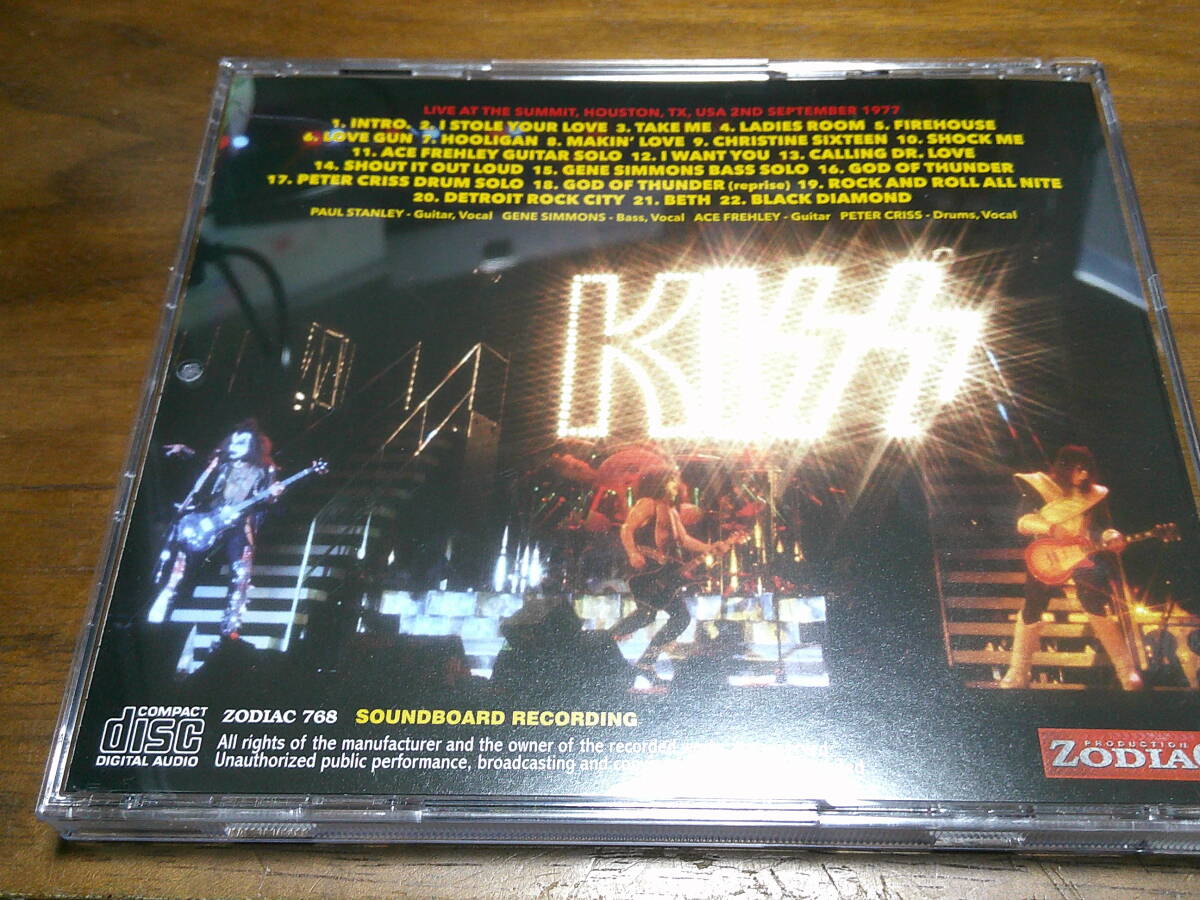 LIVE AT THE SUMMIT, HOUSTON, TX, USA 2ND SEPTEMBER 1977
1. INTRO. 2. I STOLE YOUR LOVE 3. TAKE ME 4. LADIES ROOM 5. FIREHOUSE
6. LOVE GUN 7. HOOLIGAN 8. MAKIN' LOVE 9. CHRISTINE SIXTEEN 10. SHOCK ME
11. ACE FREHLEY GUITAR SOLO 12. I WANT YOU 13. CALLING DR. LOVE
14. SHOUT IT OUT LOUD 15. GENE SIMMONS BASS SOLO 16. GOD OF THUNDER
17. PETER CRISS DRUM SOLO 18. GOD OF THUNDER (reprise) 19. ROCK AND ROLL ALL NITE
20. DETROIT ROCK CITY 21. BETH 22. BLACK DIAMOND
PAUL STANLEY - Guitar, Vocal GENE SIMMONS - Bass, Vocal ACE FREHLEY - Guitar PETER CRISS - Drums, Vocal
KISS
COMPACT
disc
DIGITAL AUDIO
ZODIAC 768 SOUNDBOARD RECORDING
All rights of the manufacturer and the owner of the recorded
Unauthorized public performance, broadcasting and
PRODUCTION
ZODIAC